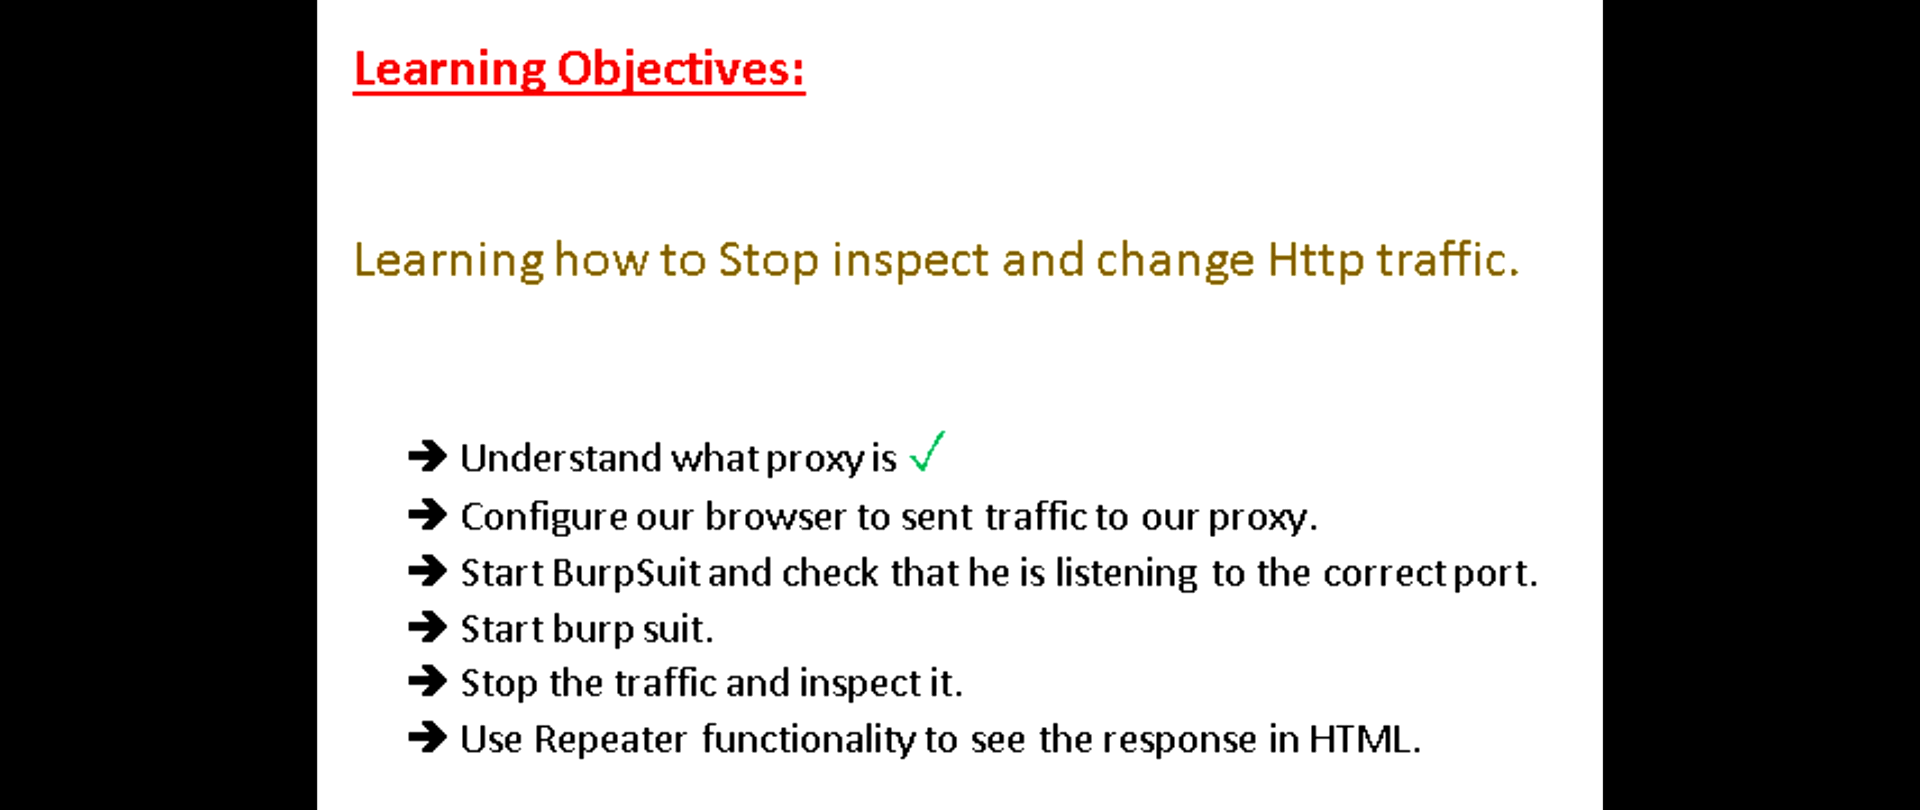 Learning Objectives:
Learning how to Stop inspect and change Http traffic.
➔ Understand what proxy is ✓
➔ Configure our browser to sent traffic to our proxy.
➔ Start BurpSuit and check that he is listening to the correct port.
➔ Start burp suit.
➔ Stop the traffic and inspect it.
➔ Use Repeater functionality to see the response in HTML.